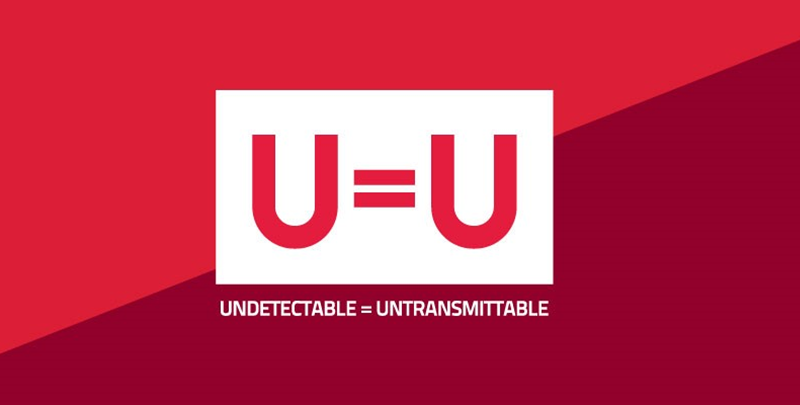 U=U
UNDETECTABLE = UNTRANSMITTABLE